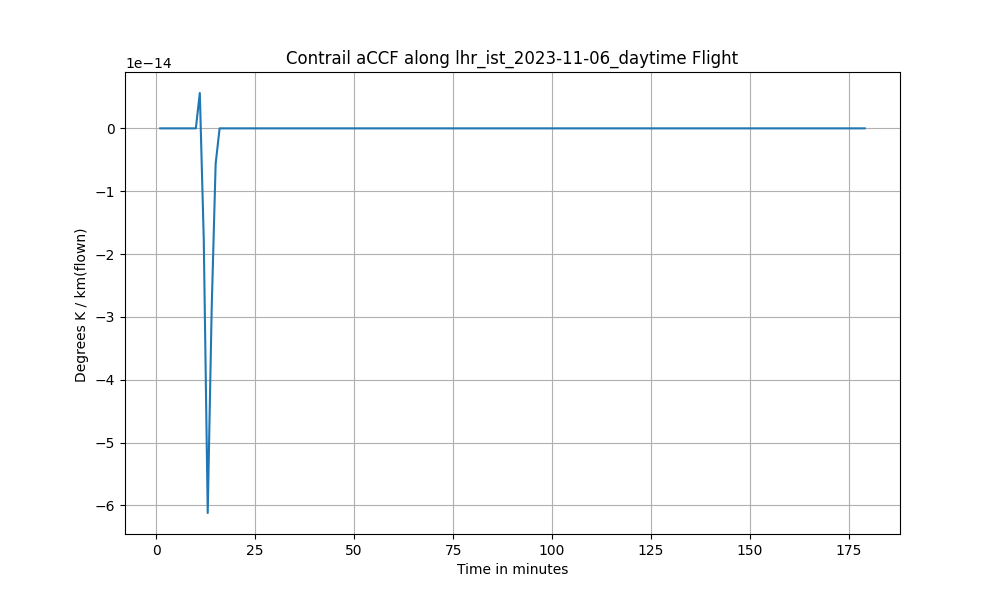 Contrail aCCF along lhr_ist_2023-11-06_daytime Flight
1e−14
0
−1
−2
−3
−4
−5
−6
Degrees K / km(flown)
0 25 50 75 100 125 150 175
Time in minutes